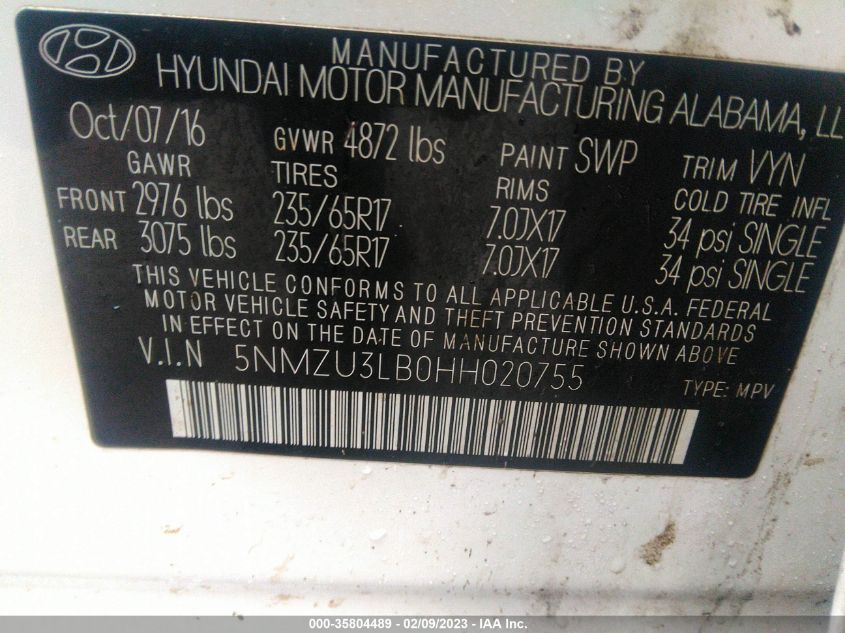 MANUFACTURED BY
HYUNDAI MOTOR MANUFACTURING ALABAMA, LL
Oct/07/16 GVWR 4872 lbs PAINT SWP TRIM VYN
GAWR TIRES RIMS COLD TIRE INFL
FRONT 2976 lbs 235/65R17 7.0JX17 34 psi SINGLE
REAR 3075 lbs 235/65R17 7.0JX17 34 psi SINGLE
THIS VEHICLE CONFORMS TO ALL APPLICABLE U.S.A. FEDERAL
MOTOR VEHICLE SAFETY AND THEFT PREVENTION STANDARDS
IN EFFECT ON THE DATE OF MANUFACTURE SHOWN ABOVE
V.I.N 5NMZU3LB0HH020755 TYPE: MPV
000-35804489 - 02/09/2023 - IAA Inc.